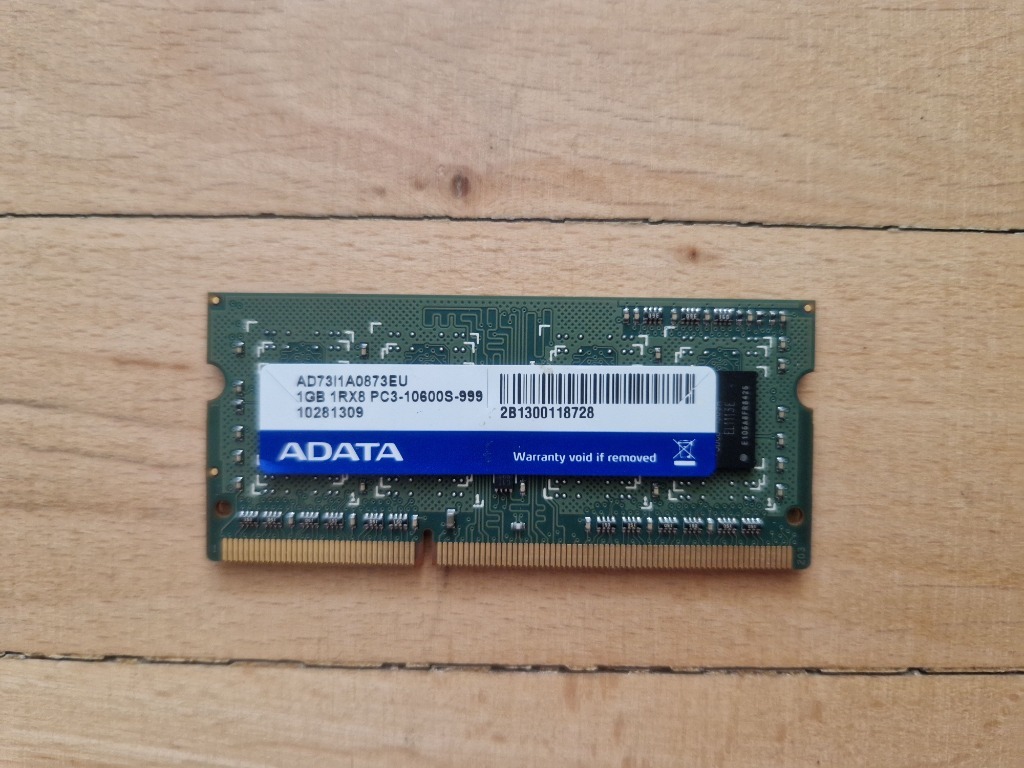 AD73I1A0873EU
1GB 1RX8 PC3-10600S-999
10281309
2B1300118728
ADATA
Warranty void if removed